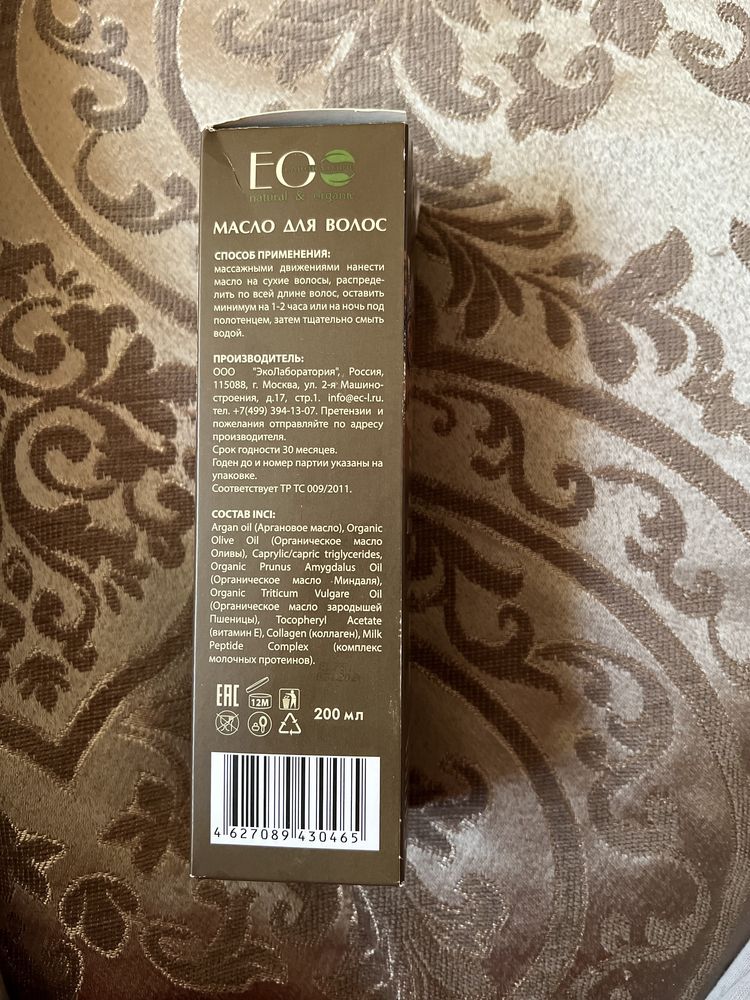 EO
natural & organic
МАСЛО ДЛЯ ВОЛОС
СПОСОБ ПРИМЕНЕНИЯ:
массажными движениями нанести
масло на сухие волосы, распреде-
лить по всей длине волос, оставить
минимум на 1-2 часа или на ночь под
полотенцем, затем тщательно смыть
водой.
ПРОИЗВОДИТЕЛЬ:
ООО "ЭкоЛаборатория", Россия,
115088, г. Москва, ул. 2-я Машино-
строения, д.17, стр.1. info@ec-l.ru.
тел. +7(499) 394-13-07. Претензии и
пожелания отправляйте по адресу
производителя.
Срок годности 30 месяцев.
Годен до и номер партии указаны на
упаковке.
Соответствует ТР ТС 009/2011.
СОСТАВ INCI:
Argan oil (Аргановое масло), Organic
Olive Oil (Органическое масло
Оливы), Caprylic/capric triglycerides,
Organic Prunus Amygdalus Oil
(Органическое масло Миндаля),
Organic Triticum Vulgare Oil
(Органическое масло зародышей
Пшеницы), Tocopheryl Acetate
(витамин Е), Collagen (коллаген), Milk
Peptide Complex (комплекс
молочных протеинов).
EAC 12M
200 мл
4 627089 430465